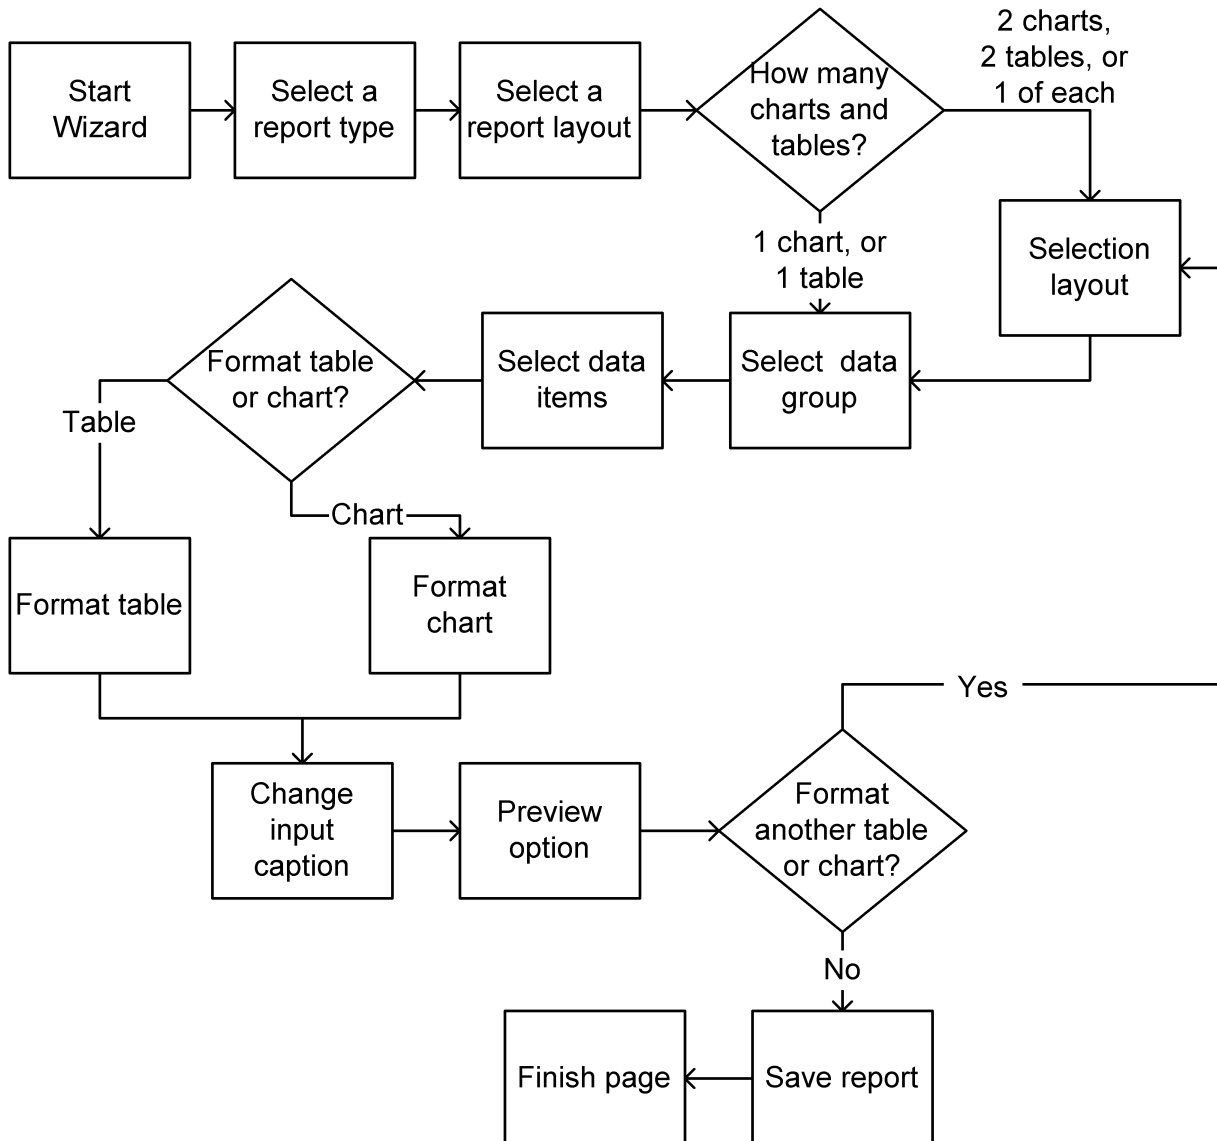 Start
Wizard
Select a
report type
Select a
report layout
How many
charts and
tables?
2 charts,
2 tables, or
1 of each
1 chart, or
1 table
Selection
layout
Format table
or chart?
Select data
items
Select data
group
Table
Chart
Format table
Format
chart
Yes
Change
input
caption
Preview
option
Format
another table
or chart?
No
Finish page
Save report